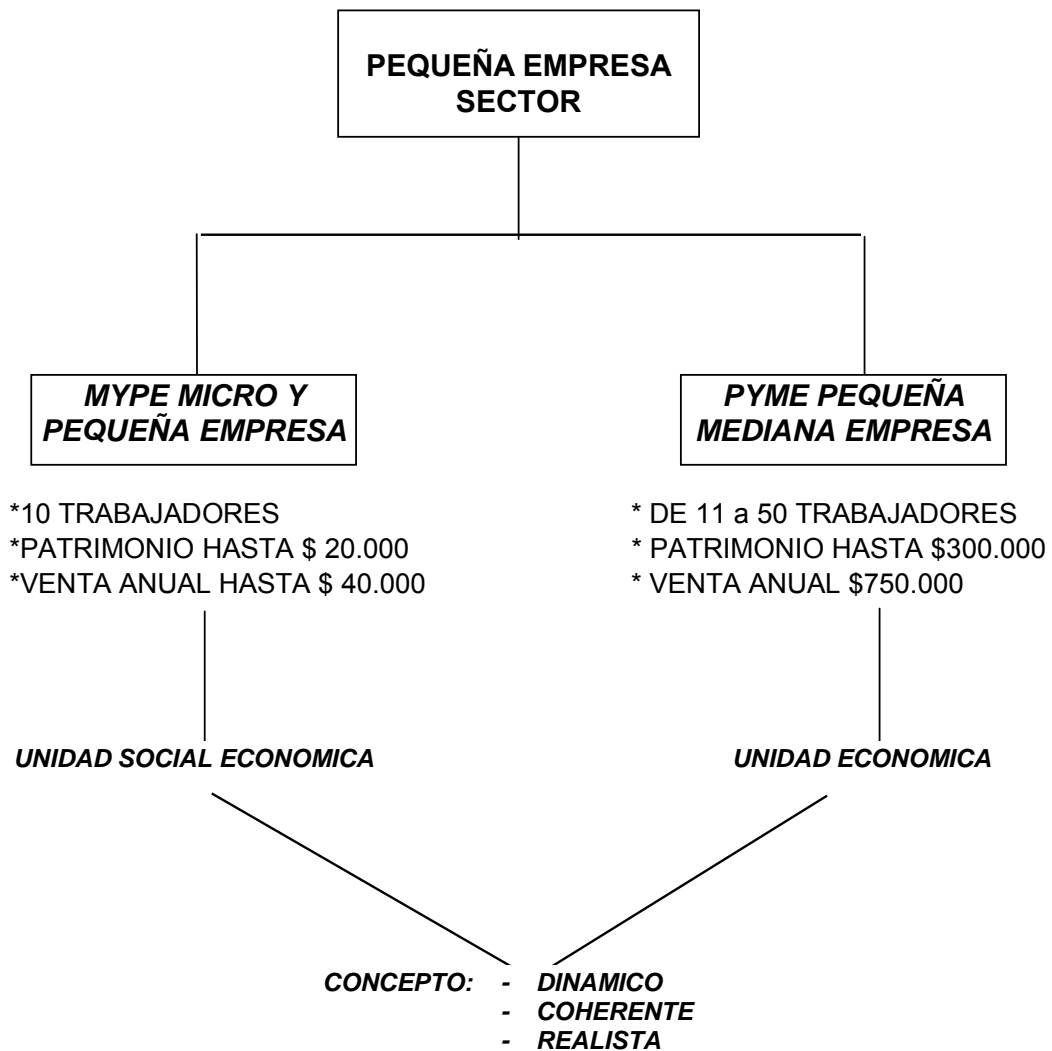 PEQUEÑA EMPRESA
SECTOR
MYPE MICRO Y
PEQUEÑA EMPRESA
*10 TRABAJADORES
*PATRIMONIO HASTA $ 20.000
*VENTA ANUAL HASTA $ 40.000
UNIDAD SOCIAL ECONOMICA
PYME PEQUEÑA
MEDIANA EMPRESA
* DE 11 a 50 TRABAJADORES
* PATRIMONIO HASTA $300.000
* VENTA ANUAL $750.000
UNIDAD ECONOMICA
CONCEPTO: - DINAMICO
- COHERENTE
- REALISTA